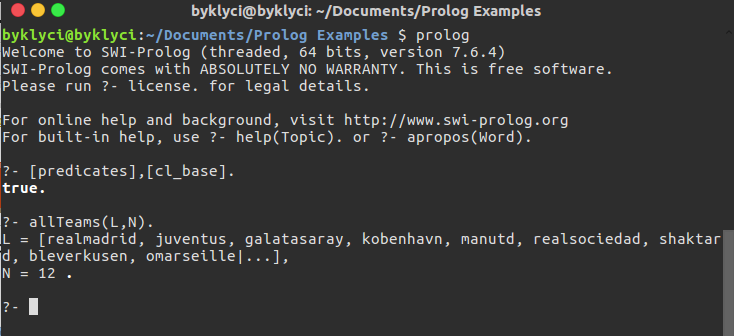 byklyci@byklyci: ~/Documents/Prolog Examples
byklyci@byklyci:~/Documents/Prolog Examples $ prolog
Welcome to SWI-Prolog (threaded, 64 bits, version 7.6.4)
SWI-Prolog comes with ABSOLUTELY NO WARRANTY. This is free software.
Please run ?- license. for legal details.
For online help and background, visit http://www.swi-prolog.org
For built-in help, use ?- help(Topic). or ?- apropos(Word).
?- [predicates],[cl_base].
true.
?- allTeams(L,N).
L = [realmadrid, juventus, galatasaray, kobenhavn, manutd, realsociedad, shaktar
d, bleverkusen, omarseille|...],
N = 12 .
?-